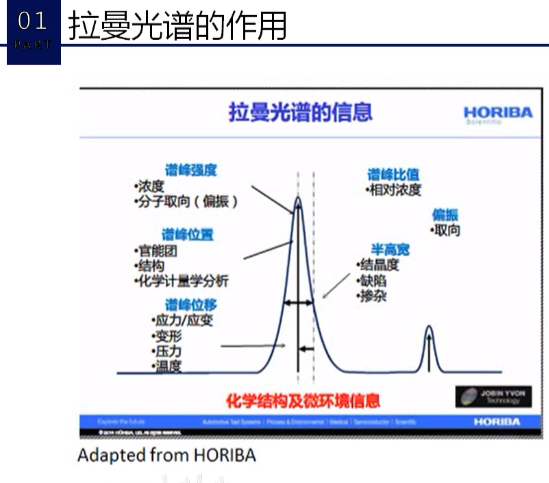 01
PART
拉曼光谱的作用
拉曼光谱的信息
HORIBA
Scientific
谱峰强度
•浓度
•分子取向（偏振）
谱峰位置
•官能团
•结构
•化学计量学分析
谱峰位移
•应力/应变
•变形
•压力
•温度
谱峰比值
•相对浓度
偏振
•取向
半高宽
•结晶度
•缺陷
•掺杂
化学结构及微环境信息
JOBIN YVON
Technology
Explore the future
Automotive Test Systems | Process & Environmental | Medical | Semiconductor | Scientific
HORIBA
Adapted from HORIBA